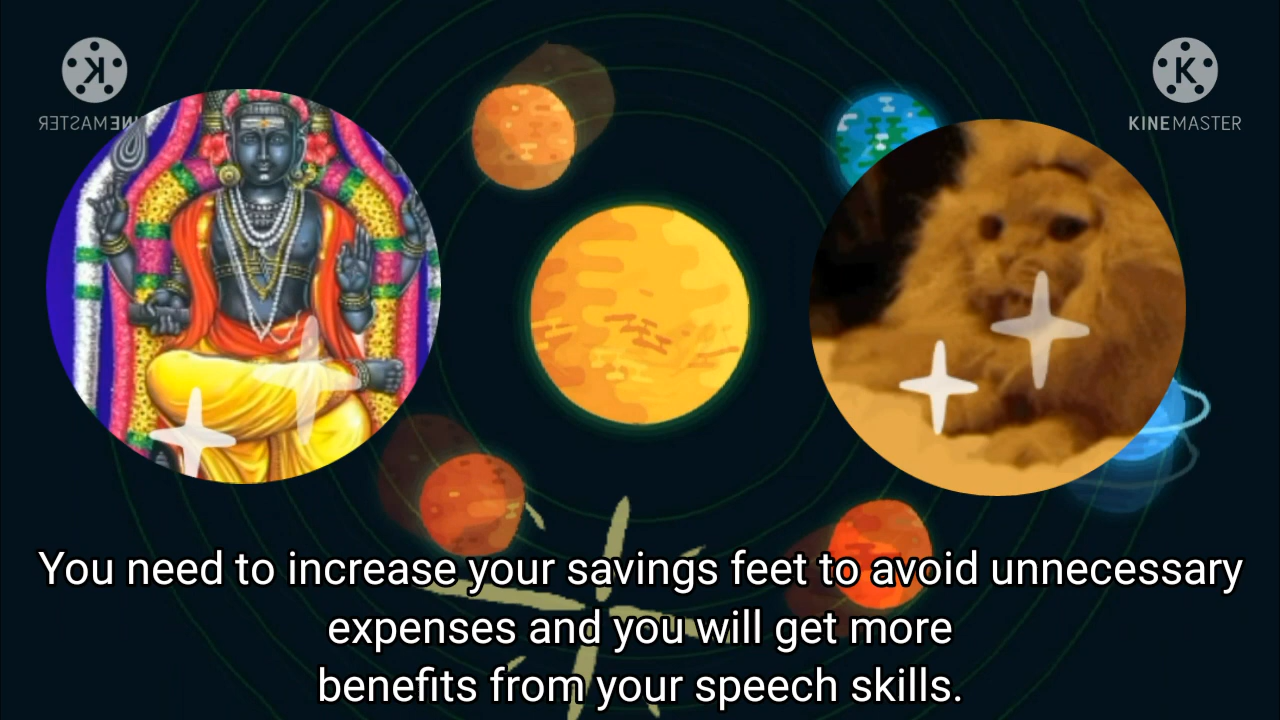 KINEMASTER
KINEMASTER
You need to increase your savings feet to avoid unnecessary
expenses and you will get more
benefits from your speech skills.